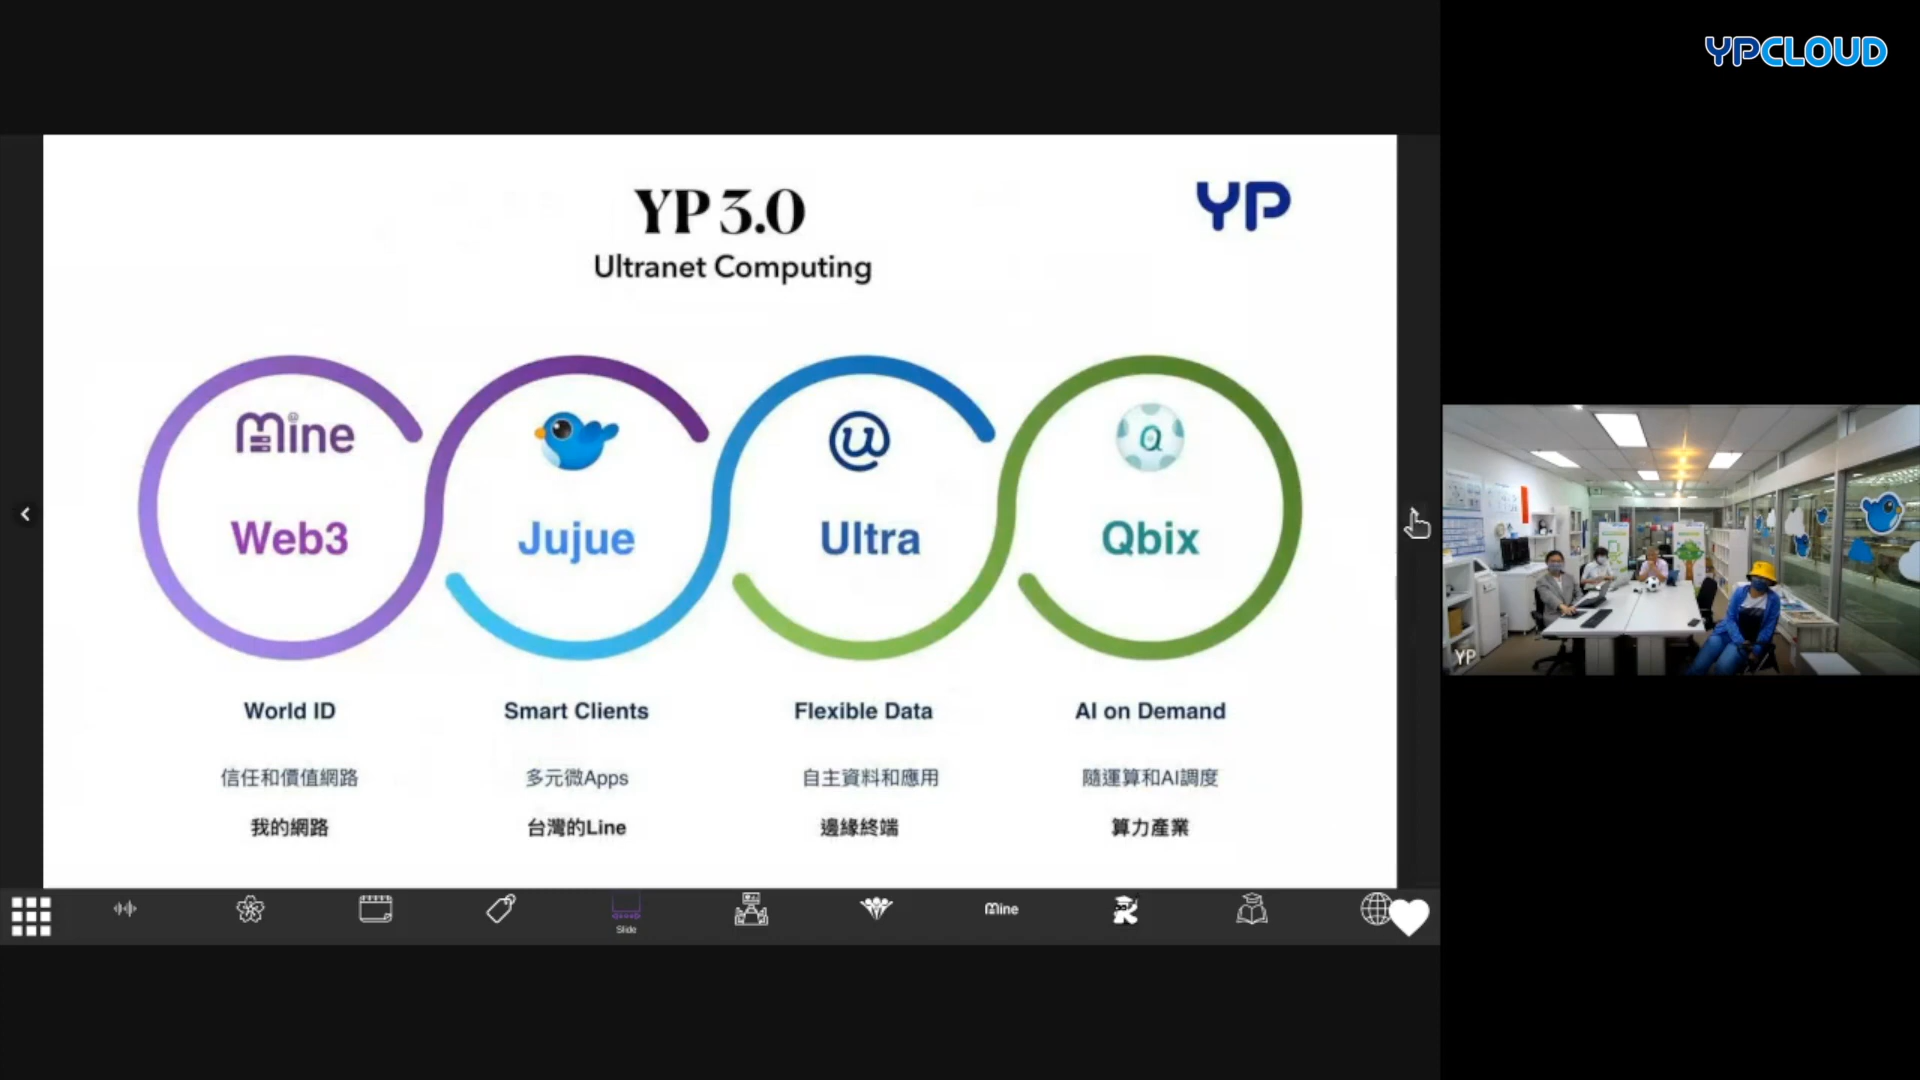 YPCLOUD
YP 3.0
YP
Ultranet Computing
Mine
Web3
Jujue
u
Ultra
Q
Qbix
World ID
Smart Clients
Flexible Data
AI on Demand
信任和價值網路
多元微Apps
自主資料和應用
隨運算和AI調度
我的網路
台灣的Line
邊緣終端
算力產業
YP
Slide
Mine